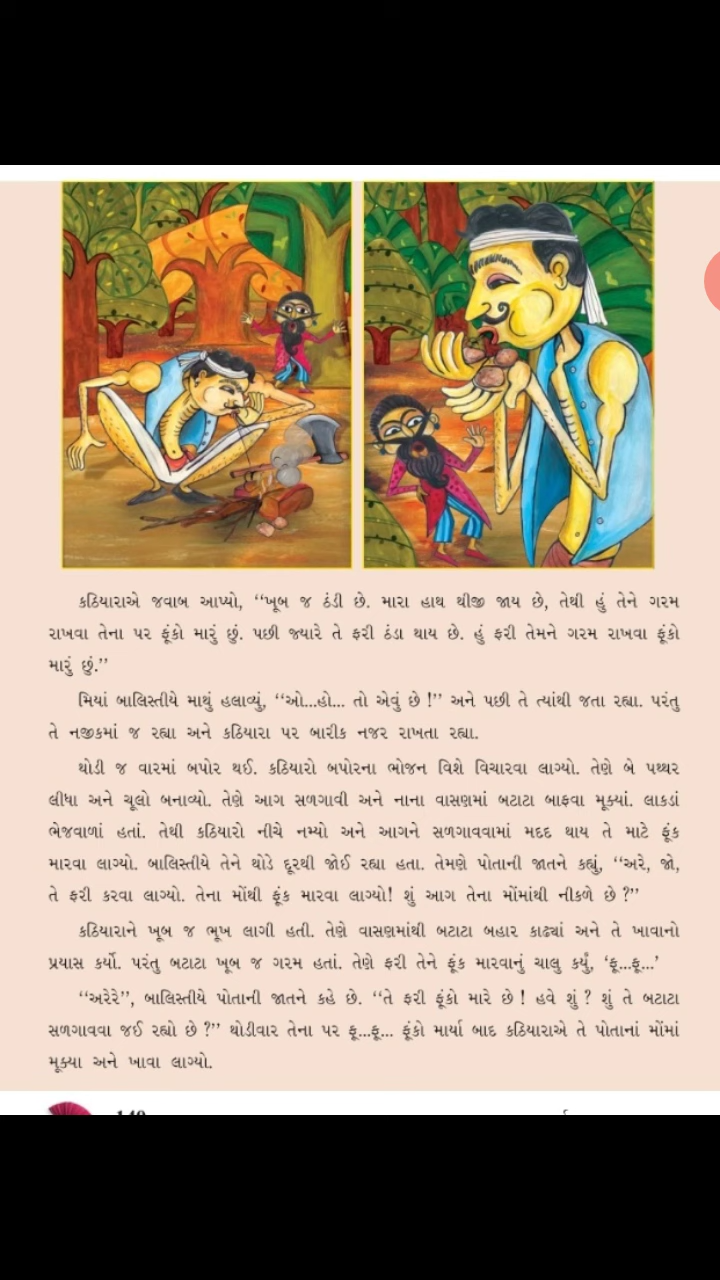 કઠિયારાએ જવાબ આપ્યો, “ખૂબ જ ઠંડી છે. મારા હાથ થીજી જાય છે, તેથી હું તેને ગરમ
રાખવા તેના પર ફૂંકો મારું છું. પછી જ્યારે તે ફરી ઠંડા થાય છે. હું ફરી તેમને ગરમ રાખવા ફૂંકો
મારું છું.”
મિયાં બાલિસ્તીયે માથું હલાવ્યું, “ઓ...હો... તો એવું છે !” અને પછી તે ત્યાંથી જતા રહ્યા. પરંતુ
તે નજીકમાં જ રહ્યા અને કઠિયારા પર બારીક નજર રાખતા રહ્યા.
થોડી જ વારમાં બપોર થઈ. કઠિયારો બપોરના ભોજન વિશે વિચારવા લાગ્યો. તેણે બે પથ્થર
લીધા અને ચૂલો બનાવ્યો. તેણે આગ સળગાવી અને નાના વાસણમાં બટાટા બાફવા મૂક્યાં. લાકડાં
ભેજવાળાં હતાં. તેથી કઠિયારો નીચે નમ્યો અને આગને સળગાવવામાં મદદ થાય તે માટે ફૂંક
મારવા લાગ્યો. બાલિસ્તીયે તેને થોડે દૂરથી જોઈ રહ્યા હતા. તેમણે પોતાની જાતને કહ્યું, “અરે, જો,
તે ફરી કરવા લાગ્યો. તેના મોંથી ફૂંક મારવા લાગ્યો! શું આગ તેના મોંમાંથી નીકળે છે ?”
કઠિયારાને ખૂબ જ ભૂખ લાગી હતી. તેણે વાસણમાંથી બટાટા બહાર કાઢ્યાં અને તે ખાવાનો
પ્રયાસ કર્યો. પરંતુ બટાટા ખૂબ જ ગરમ હતાં. તેણે ફરી તેને ફૂંક મારવાનું ચાલુ કર્યું, ‘ફૂ...ફૂ...’
“અરેરે”, બાલિસ્તીયે પોતાની જાતને કહે છે. “તે ફરી ફૂંકો મારે છે ! હવે શું ? શું તે બટાટા
સળગાવવા જઈ રહ્યો છે ?” થોડીવાર તેના પર ફૂ...ફૂ... ફૂંકો માર્યા બાદ કઠિયારાએ તે પોતાનાં મોંમાં
મૂક્યા અને ખાવા લાગ્યો.